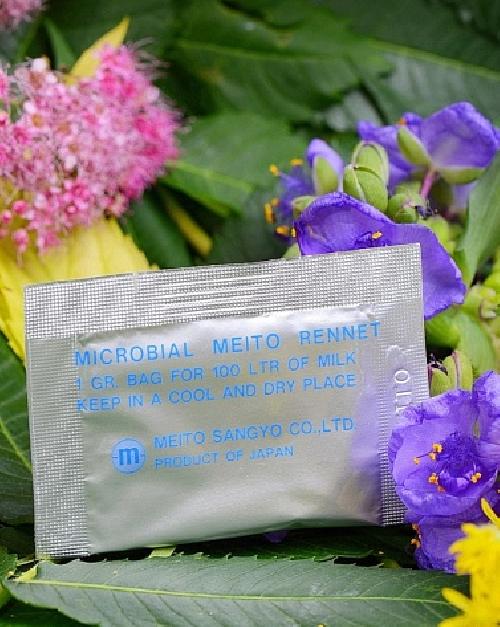 MICROBIAL MEITO RENNET
1 GR. BAG FOR 100 LTR OF MILK
KEEP IN A COOL AND DRY PLACE
m
MEITO SANGYO CO.,LTD.
PRODUCT OF JAPAN